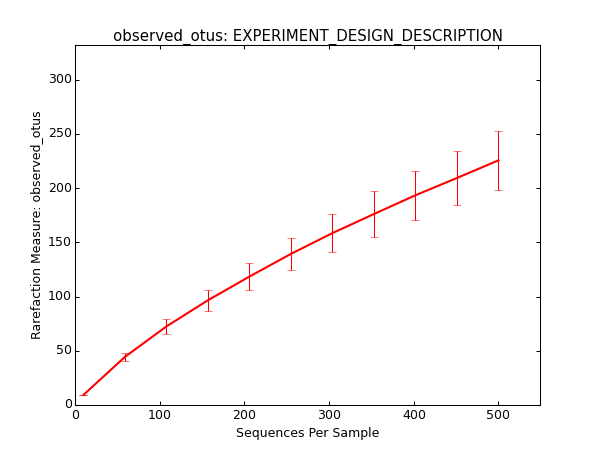 observed_otus: EXPERIMENT_DESIGN_DESCRIPTION
Rarefaction Measure: observed_otus
300
250
200
150
100
50
0
0 100 200 300 400 500
Sequences Per Sample